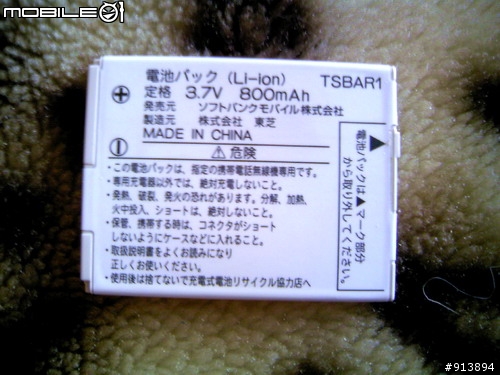 MOBILE01
電池パック (Li-ion) TSBAR1
定格 3.7V 800mAh
発売元 ソフトバンクモバイル株式会社
製造元 株式会社 東芝
MADE IN CHINA
⚠危険
・この電池パックは、指定の携帯電話無線機専用です。
・専用充電器以外では、絶対充電しないこと。
・発熱、破裂、発火の恐れがあります。分解、加熱、
火中投入、ショートは、しないこと。
・保管、携帯する時は、コネクタがショート
しないようにケースなどに入れること。
・取扱説明書をよくお読みになり
正しくお使いください。
・使用後は捨てないで充電式電池リサイクル協力店へ
電池パックは▲マーク部分
から取り外してください。
#913894